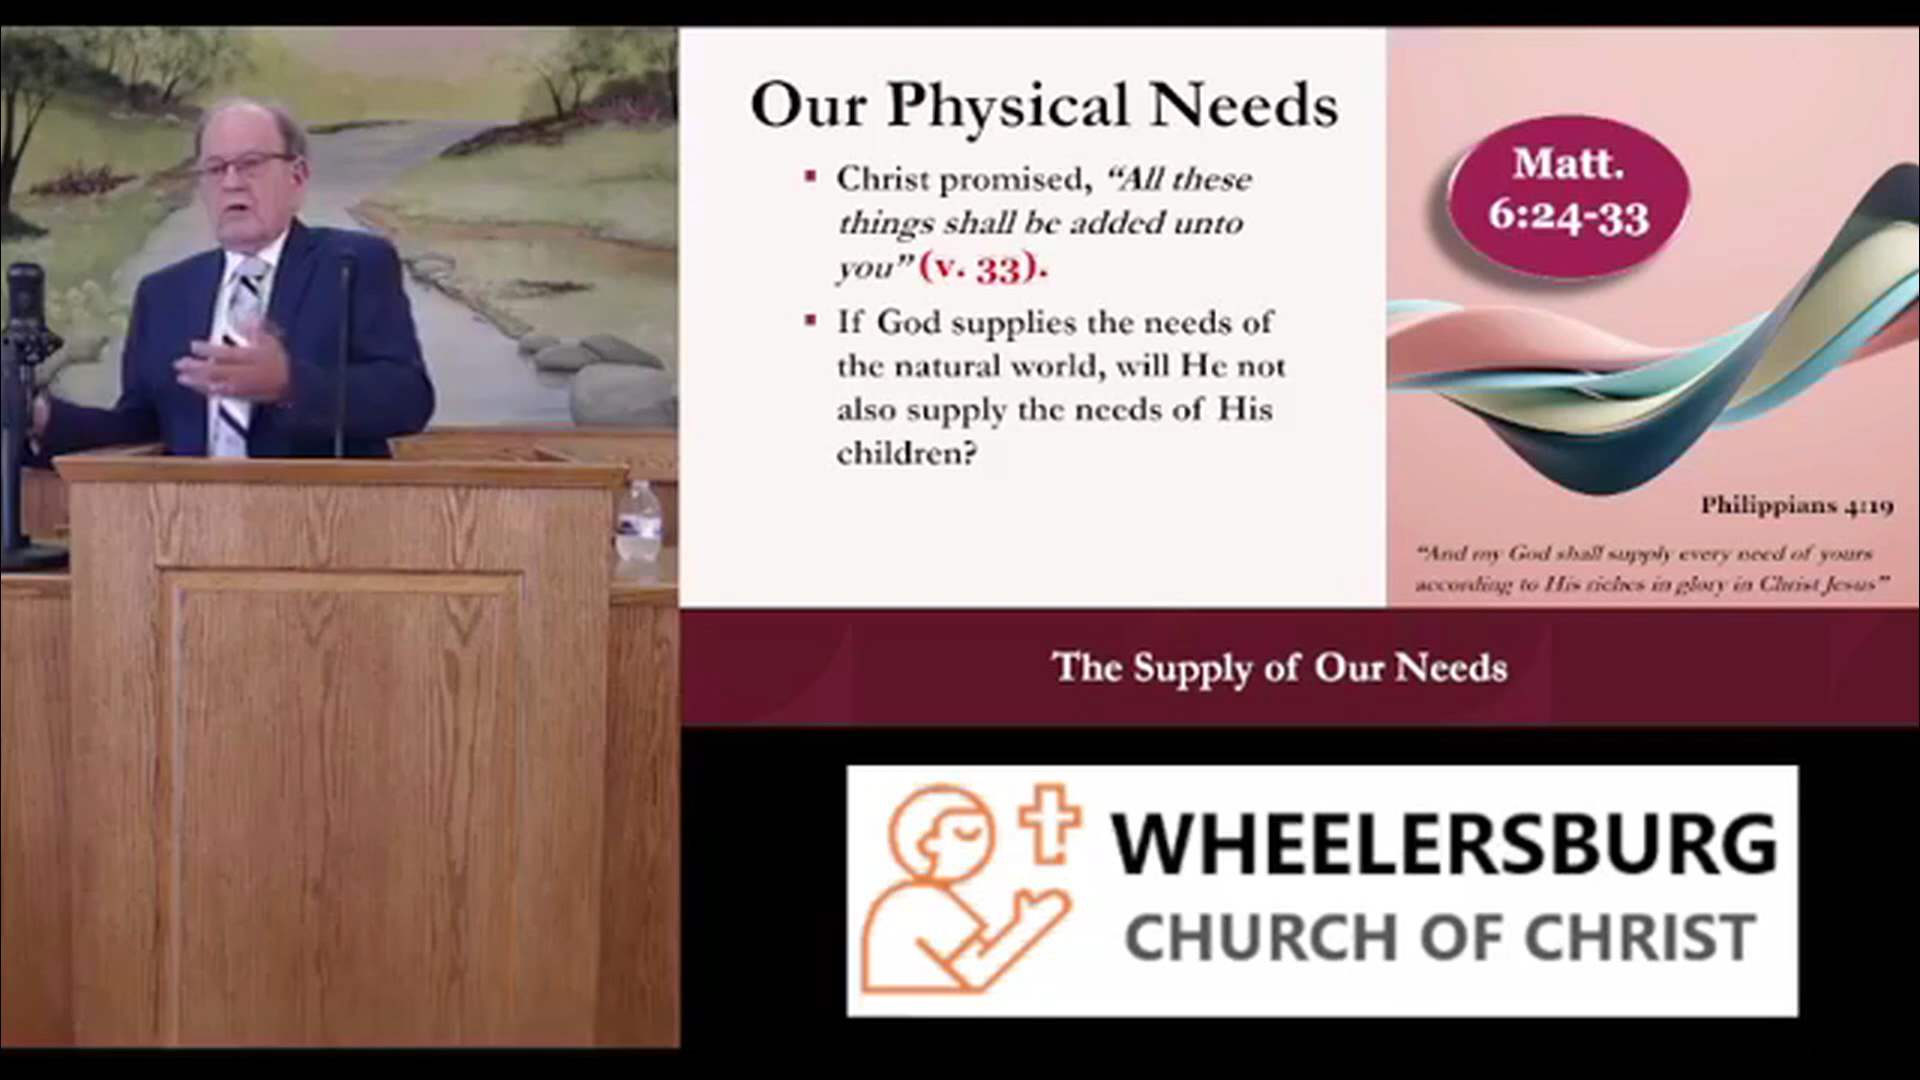 Our Physical Needs
▪ Christ promised, “All these
things shall be added unto
you” (v. 33).
▪ If God supplies the needs of
the natural world, will He not
also supply the needs of His
children?
Matt.
6:24-33
Philippians 4:19
“And my God shall supply every need of yours
according to His riches in glory in Christ Jesus”
The Supply of Our Needs
WHEELERSBURG
CHURCH OF CHRIST